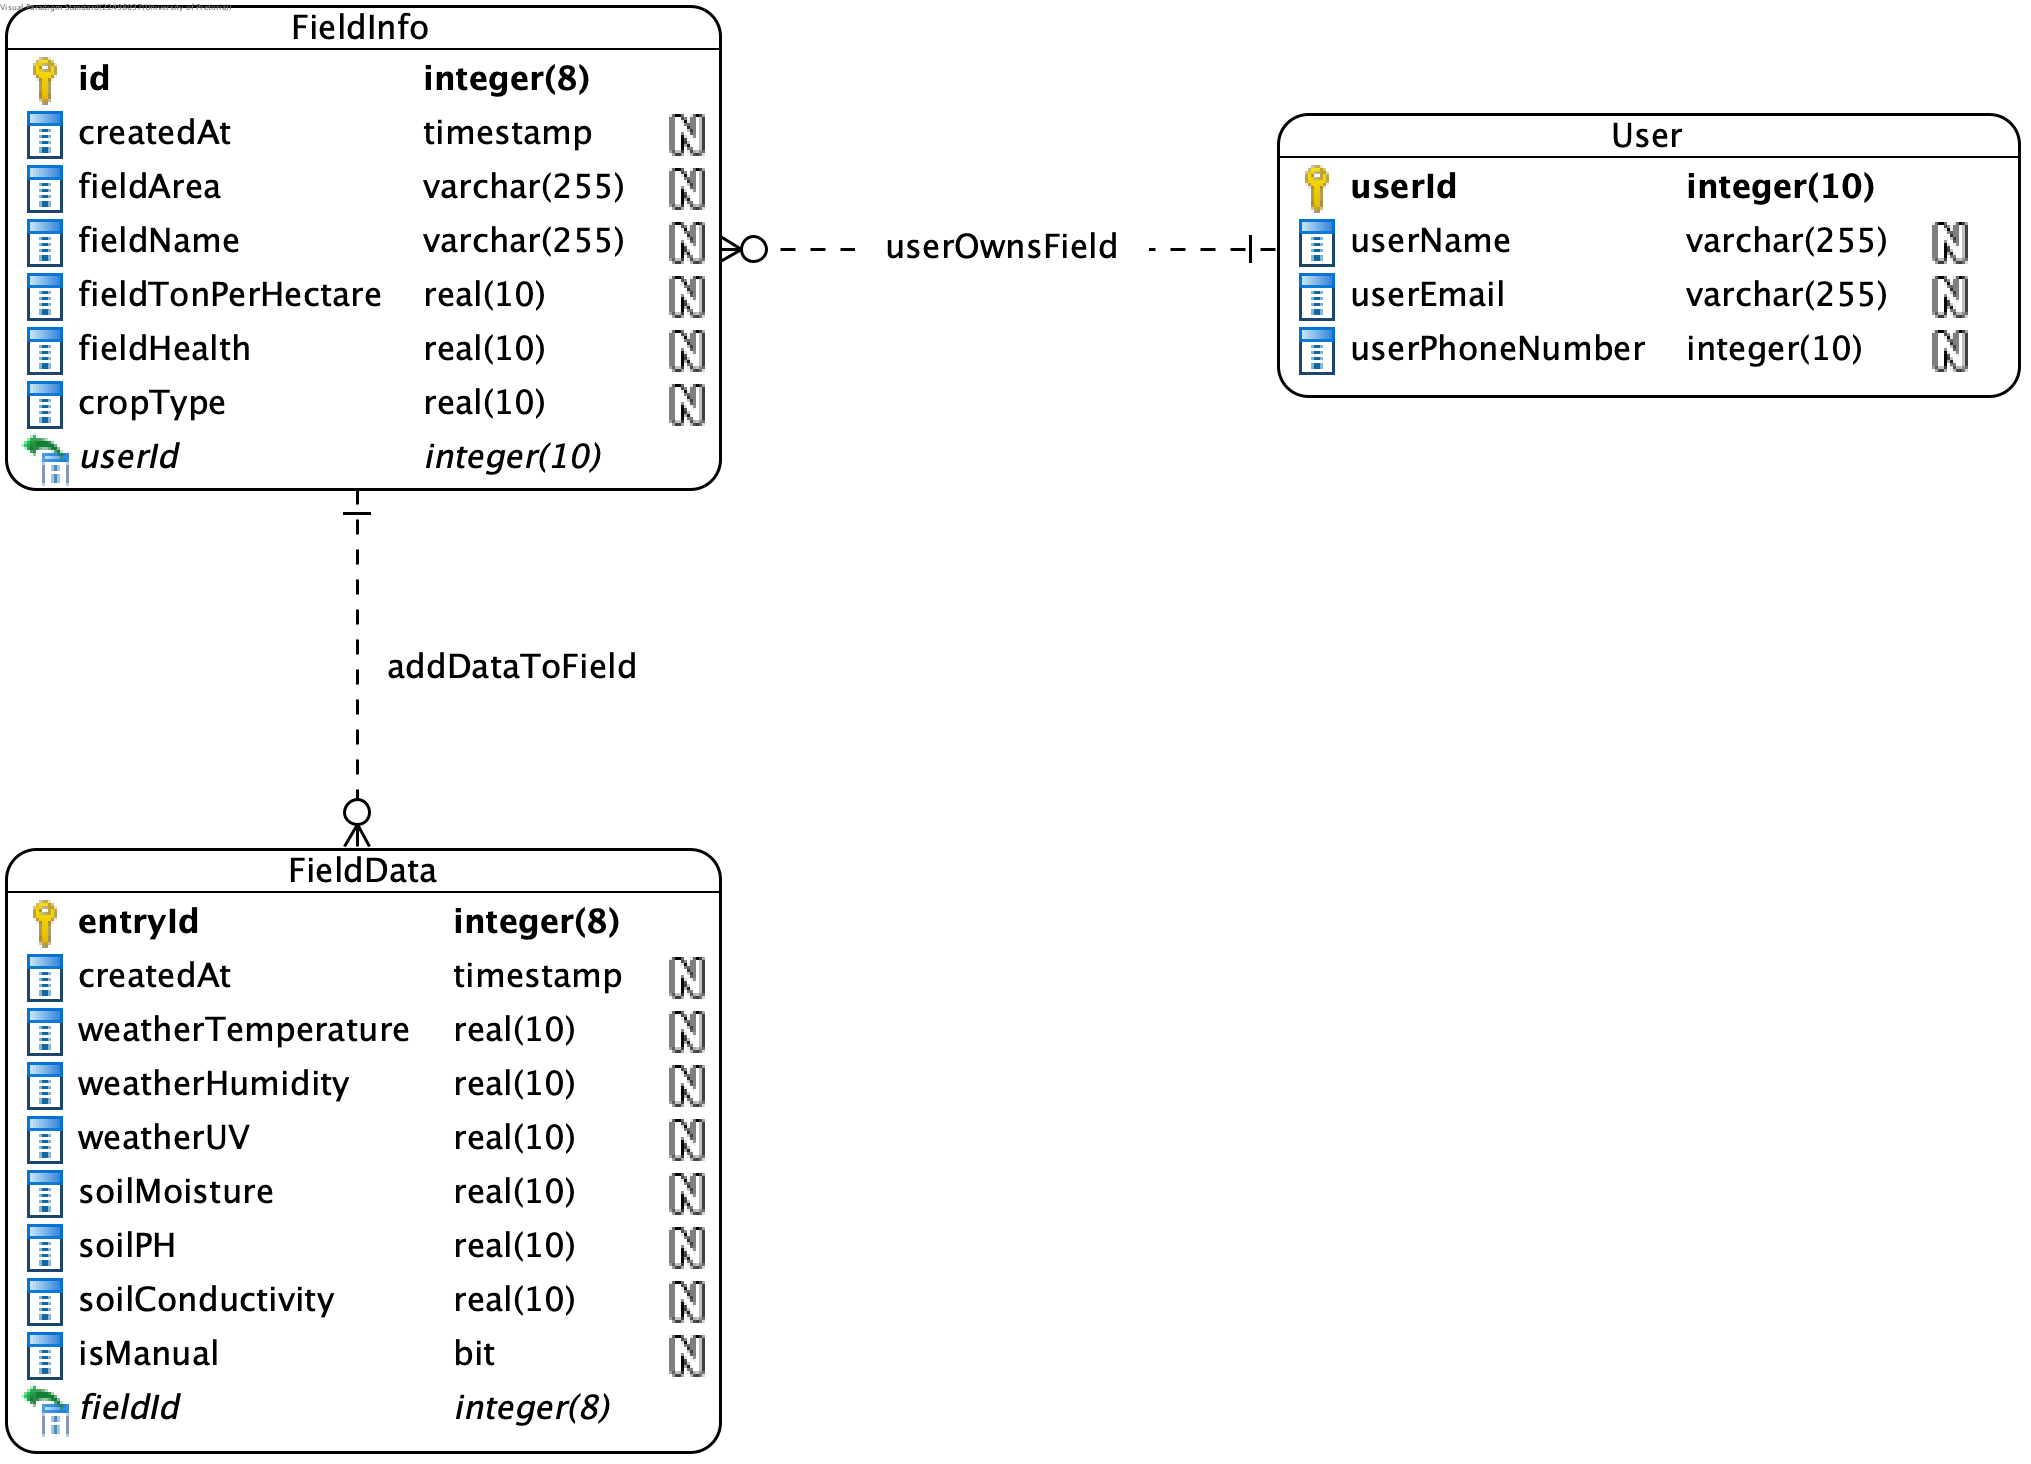 FieldInfo
id integer(8)
createdAt timestamp N
fieldArea varchar(255) N
fieldName varchar(255) N
fieldTonPerHectare real(10) N
fieldHealth real(10) N
cropType real(10) N
userId integer(10)
userOwnsField
User
userId integer(10)
userName varchar(255) N
userEmail varchar(255) N
userPhoneNumber integer(10) N
addDataToField
FieldData
entryId integer(8)
createdAt timestamp N
weatherTemperature real(10) N
weatherHumidity real(10) N
weatherUV real(10) N
soilMoisture real(10) N
soilPH real(10) N
soilConductivity real(10) N
isManual bit N
fieldId integer(8)